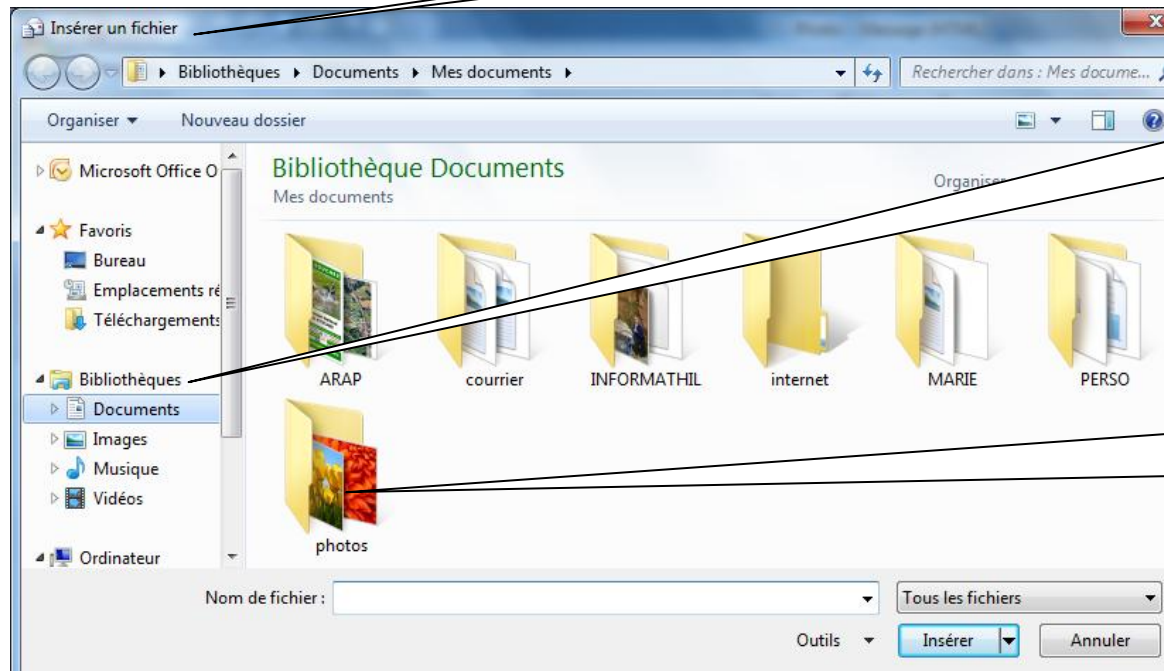 Insérer un fichier
Bibliothèques Documents Mes documents
Rechercher dans : Mes docume...
Organiser Nouveau dossier
Microsoft Office O
Favoris
Bureau
Emplacements ré
Téléchargements
Bibliothèques
Documents
Images
Musique
Vidéos
Ordinateur
Bibliothèque Documents
Mes documents
Organiser
ARAP courrier INFORMATHIL internet MARIE PERSO
photos
Nom de fichier : Tous les fichiers
Outils Insérer Annuler